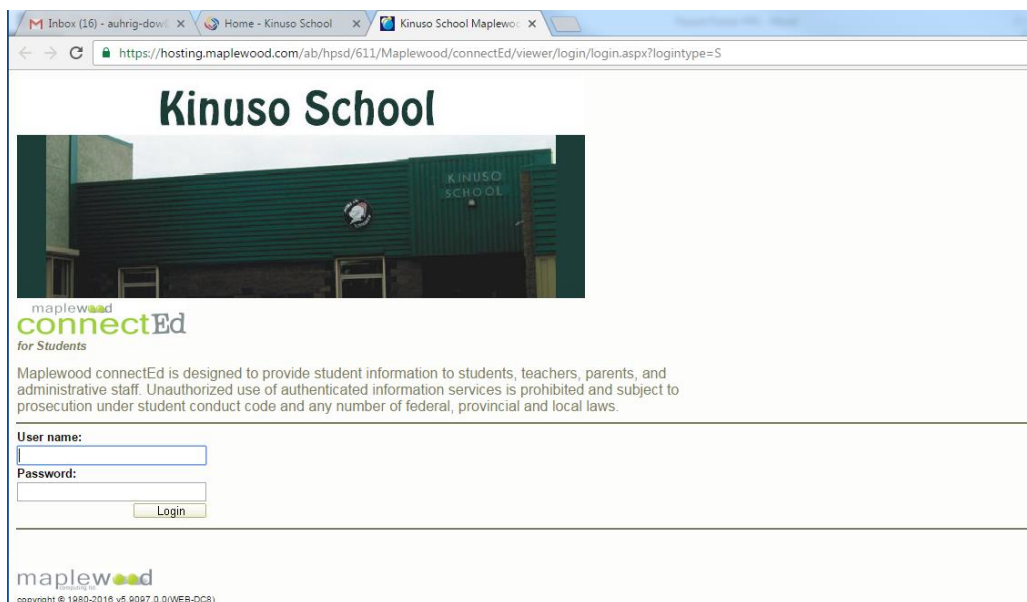 Inbox (16) - auhrig-dow
Home - Kinuso School
Kinuso School Maplewoo
https://hosting.maplewood.com/ab/hpsd/611/Maplewood/connectEd/viewer/login/login.aspx?logintype=S
Kinuso School
KINUSO
SCHOOL
maplewood
connectEd
for Students
Maplewood connectEd is designed to provide student information to students, teachers, parents, and
administrative staff. Unauthorized use of authenticated information services is prohibited and subject to
prosecution under student conduct code and any number of federal, provincial and local laws.
User name:
Password:
Login
maplewood
computing inc.
copyright © 1980-2016 v5.9097.0.0(WEB-DC8)